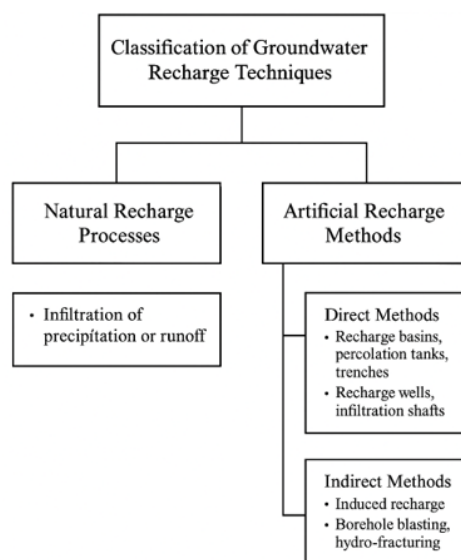 Classification of Groundwater
Recharge Techniques
Natural Recharge
Processes
• Infiltration of
precipitation or runoff
Artificial Recharge
Methods
Direct Methods
• Recharge basins,
percolation tanks,
trenches
• Recharge wells,
infiltration shafts
Indirect Methods
• Induced recharge
• Borehole blasting,
hydro-fracturing